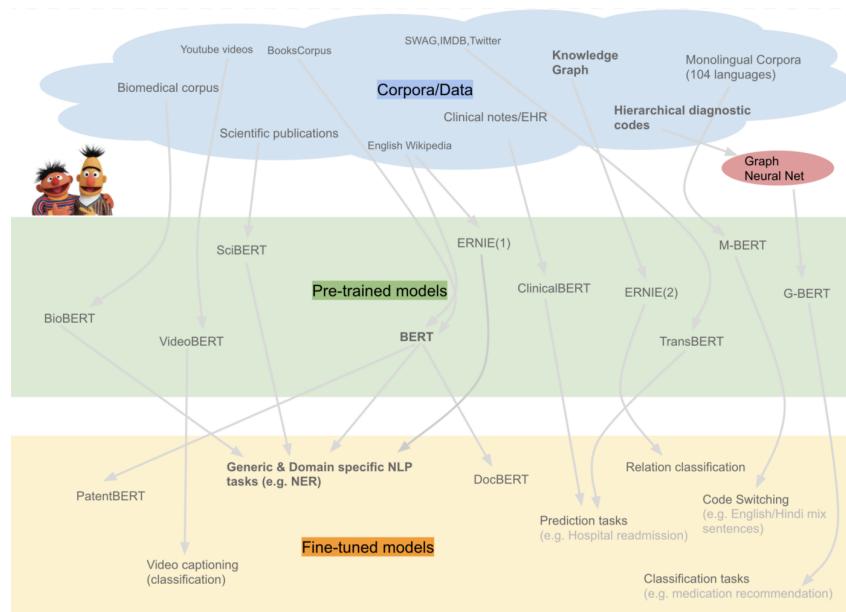 Youtube videos
BooksCorpus
SWAG,IMDB,Twitter
Knowledge
Graph
Monolingual Corpora
(104 languages)
Biomedical corpus
Corpora/Data
Hierarchical diagnostic
codes
Clinical notes/EHR
Scientific publications
English Wikipedia
Graph
Neural Net
SciBERT
ERNIE(1)
M-BERT
Pre-trained models
ClinicalBERT
ERNIE(2)
G-BERT
BioBERT
VideoBERT
BERT
TransBERT
Generic & Domain specific NLP
tasks (e.g. NER)
Relation classification
PatentBERT
DocBERT
Code Switching
(e.g. English/Hindi mix
sentences)
Prediction tasks
(e.g. Hospital readmission)
Fine-tuned models
Video captioning
(classification)
Classification tasks
(e.g. medication recommendation)